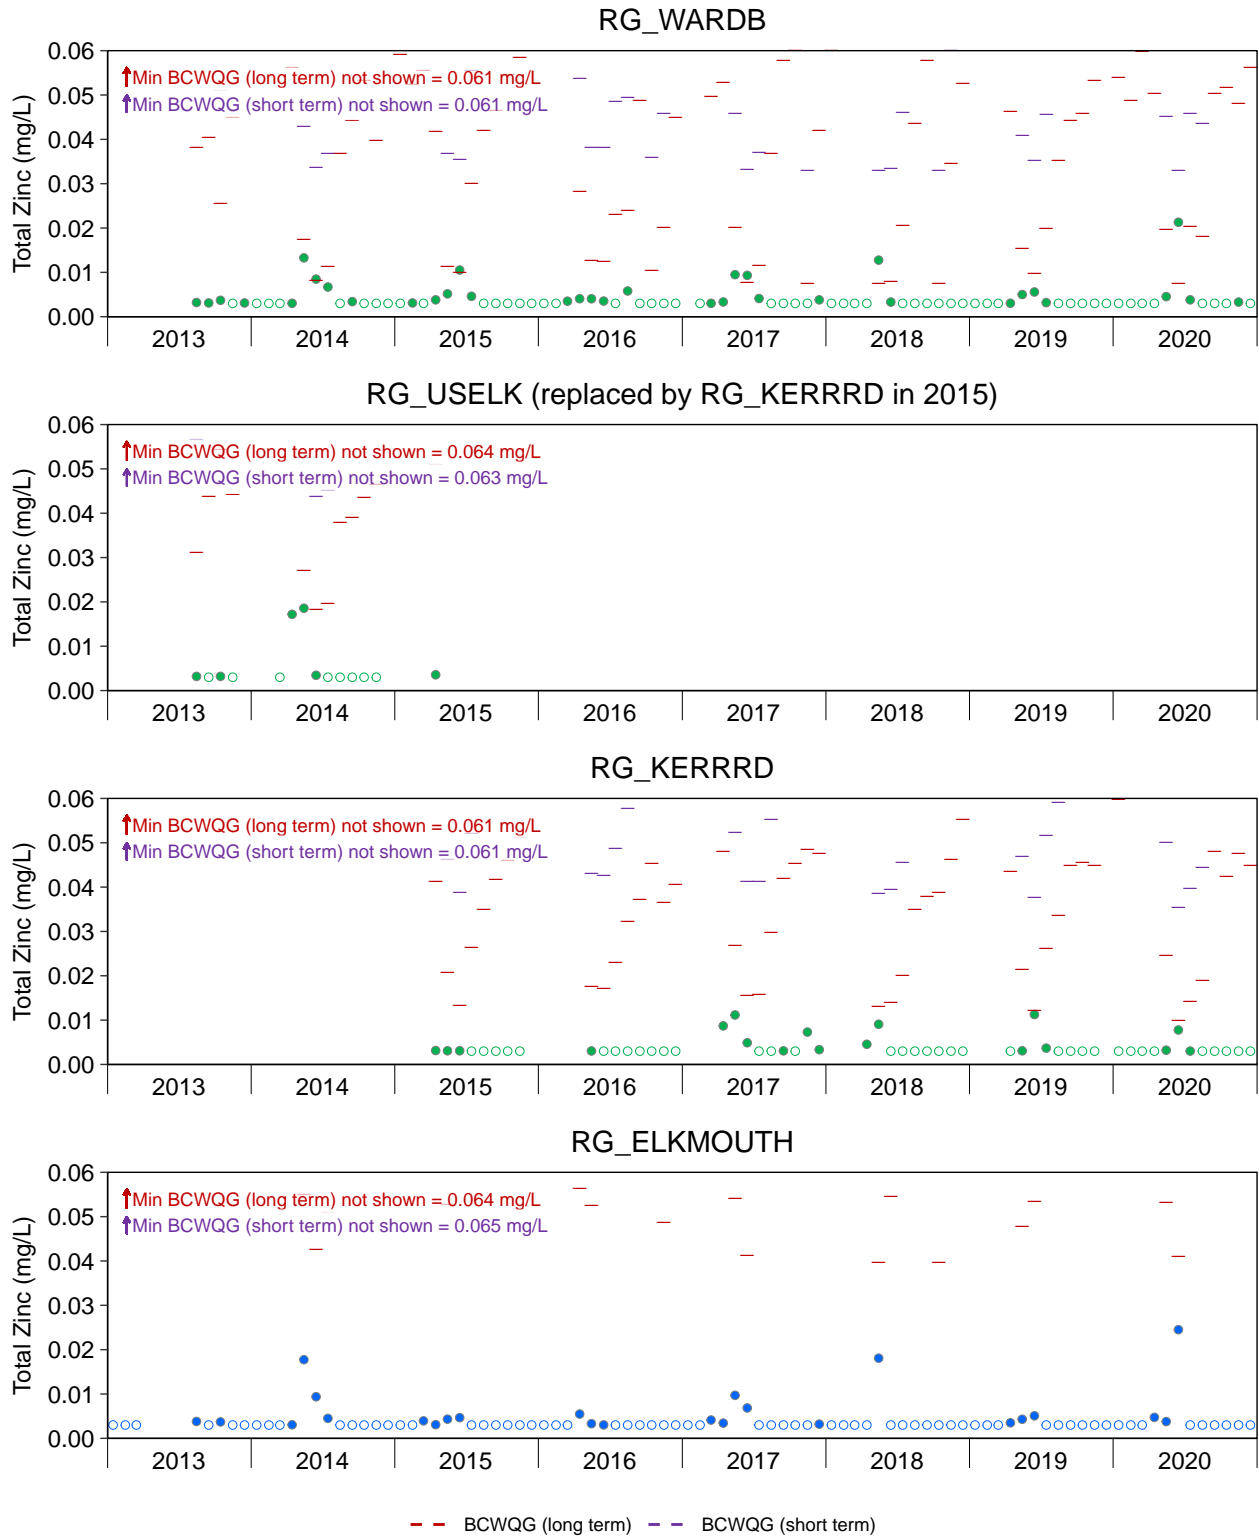 RG_WARDB
0.06
0.05
0.04
0.03
0.02
0.01
0.00
Total Zinc (mg/L)
Min BCWQG (long term) not shown = 0.061 mg/L
Min BCWQG (short term) not shown = 0.061 mg/L
2013 2014 2015 2016 2017 2018 2019 2020
RG_USELK (replaced by RG_KERRRD in 2015)
0.06
0.05
0.04
0.03
0.02
0.01
0.00
Total Zinc (mg/L)
Min BCWQG (long term) not shown = 0.064 mg/L
Min BCWQG (short term) not shown = 0.063 mg/L
2013 2014 2015 2016 2017 2018 2019 2020
RG_KERRRD
0.06
0.05
0.04
0.03
0.02
0.01
0.00
Total Zinc (mg/L)
Min BCWQG (long term) not shown = 0.061 mg/L
Min BCWQG (short term) not shown = 0.061 mg/L
2013 2014 2015 2016 2017 2018 2019 2020
RG_ELKMOUTH
0.06
0.05
0.04
0.03
0.02
0.01
0.00
Total Zinc (mg/L)
Min BCWQG (long term) not shown = 0.064 mg/L
Min BCWQG (short term) not shown = 0.065 mg/L
2013 2014 2015 2016 2017 2018 2019 2020
BCWQG (long term) BCWQG (short term)